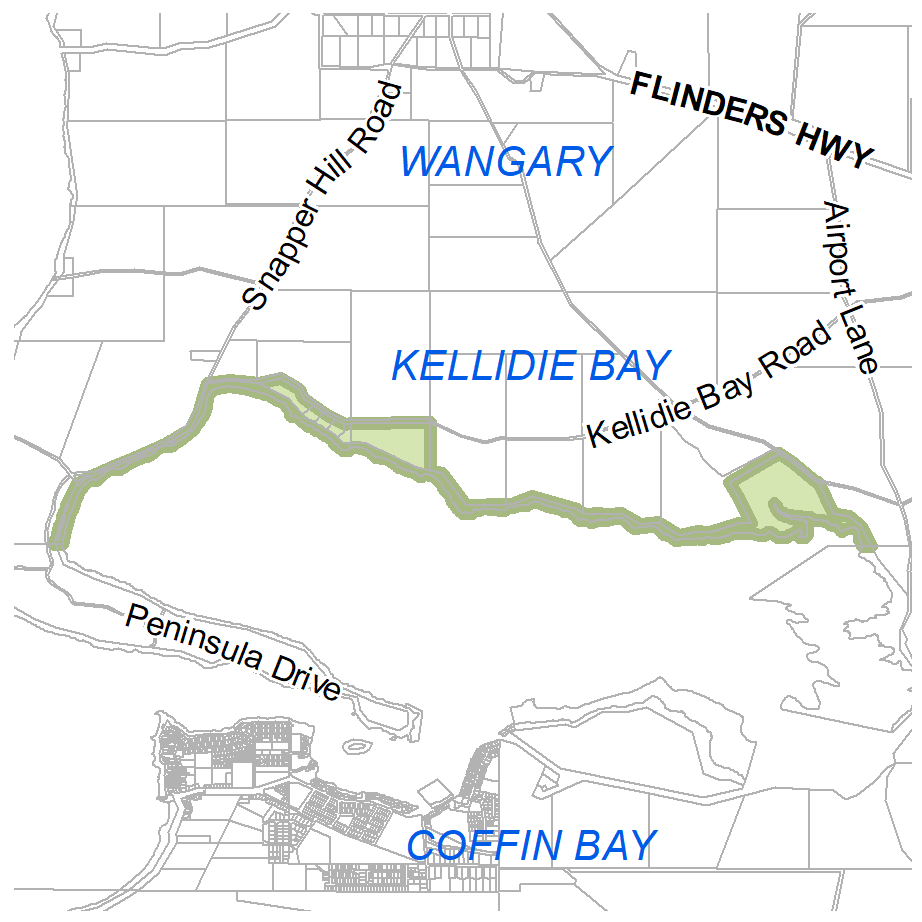 FLINDERS HWY
WANGARY
Snapper Hill Road
Airport Lane
KELLIDIE BAY
Kellidie Bay Road
Peninsula Drive
COFFIN BAY